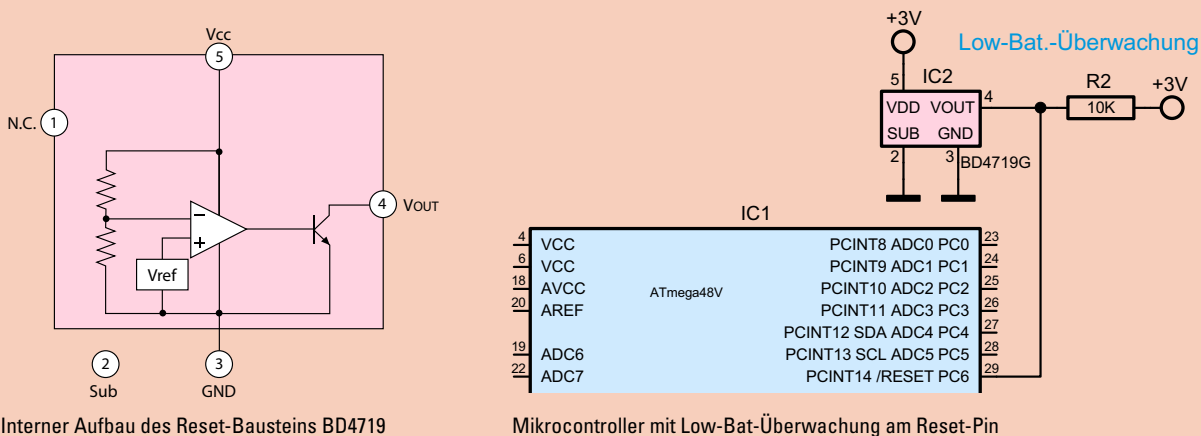 Vcc
5
N.C. 1
4 VOUT
Vref
2
Sub
3
GND
Interner Aufbau des Reset-Bausteins BD4719
+3V
Low-Bat.-Überwachung
5 IC2
VDD VOUT 4
SUB GND
2 3 BD4719G
R2
10K
+3V
IC1
ATmega48V
4 VCC PCINT8 ADC0 PC0 23
6 VCC PCINT9 ADC1 PC1 24
18 AVCC PCINT10 ADC2 PC2 25
20 AREF PCINT11 ADC3 PC3 26
PCINT12 SDA ADC4 PC4 27
19 ADC6 PCINT13 SCL ADC5 PC5 28
22 ADC7 PCINT14 /RESET PC6 29
Mikrocontroller mit Low-Bat-Überwachung am Reset-Pin